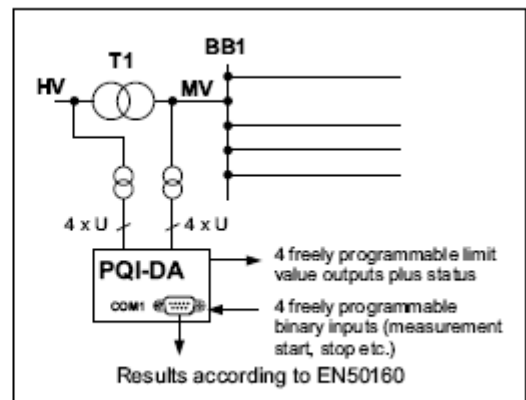 BB1
T1
HV
MV
4 x U
4 x U
PQI-DA
COM1
4 freely programmable limit
value outputs plus status
4 freely programmable
binary inputs (measurement
start, stop etc.)
Results according to EN50160